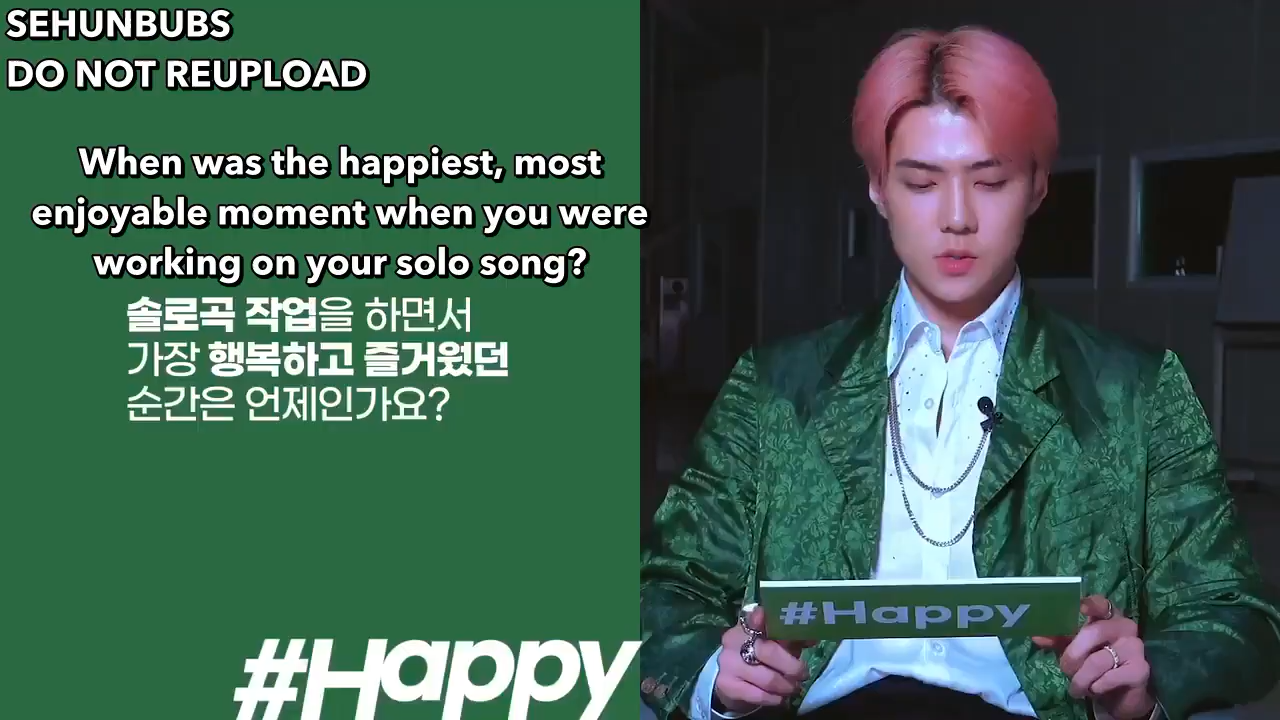 SEHUNBUBS
DO NOT REUPLOAD
When was the happiest, most
enjoyable moment when you were
working on your solo song?
솔로곡 작업을 하면서
가장 행복하고 즐거웠던
순간은 언제인가요?
#Happy
#Happy